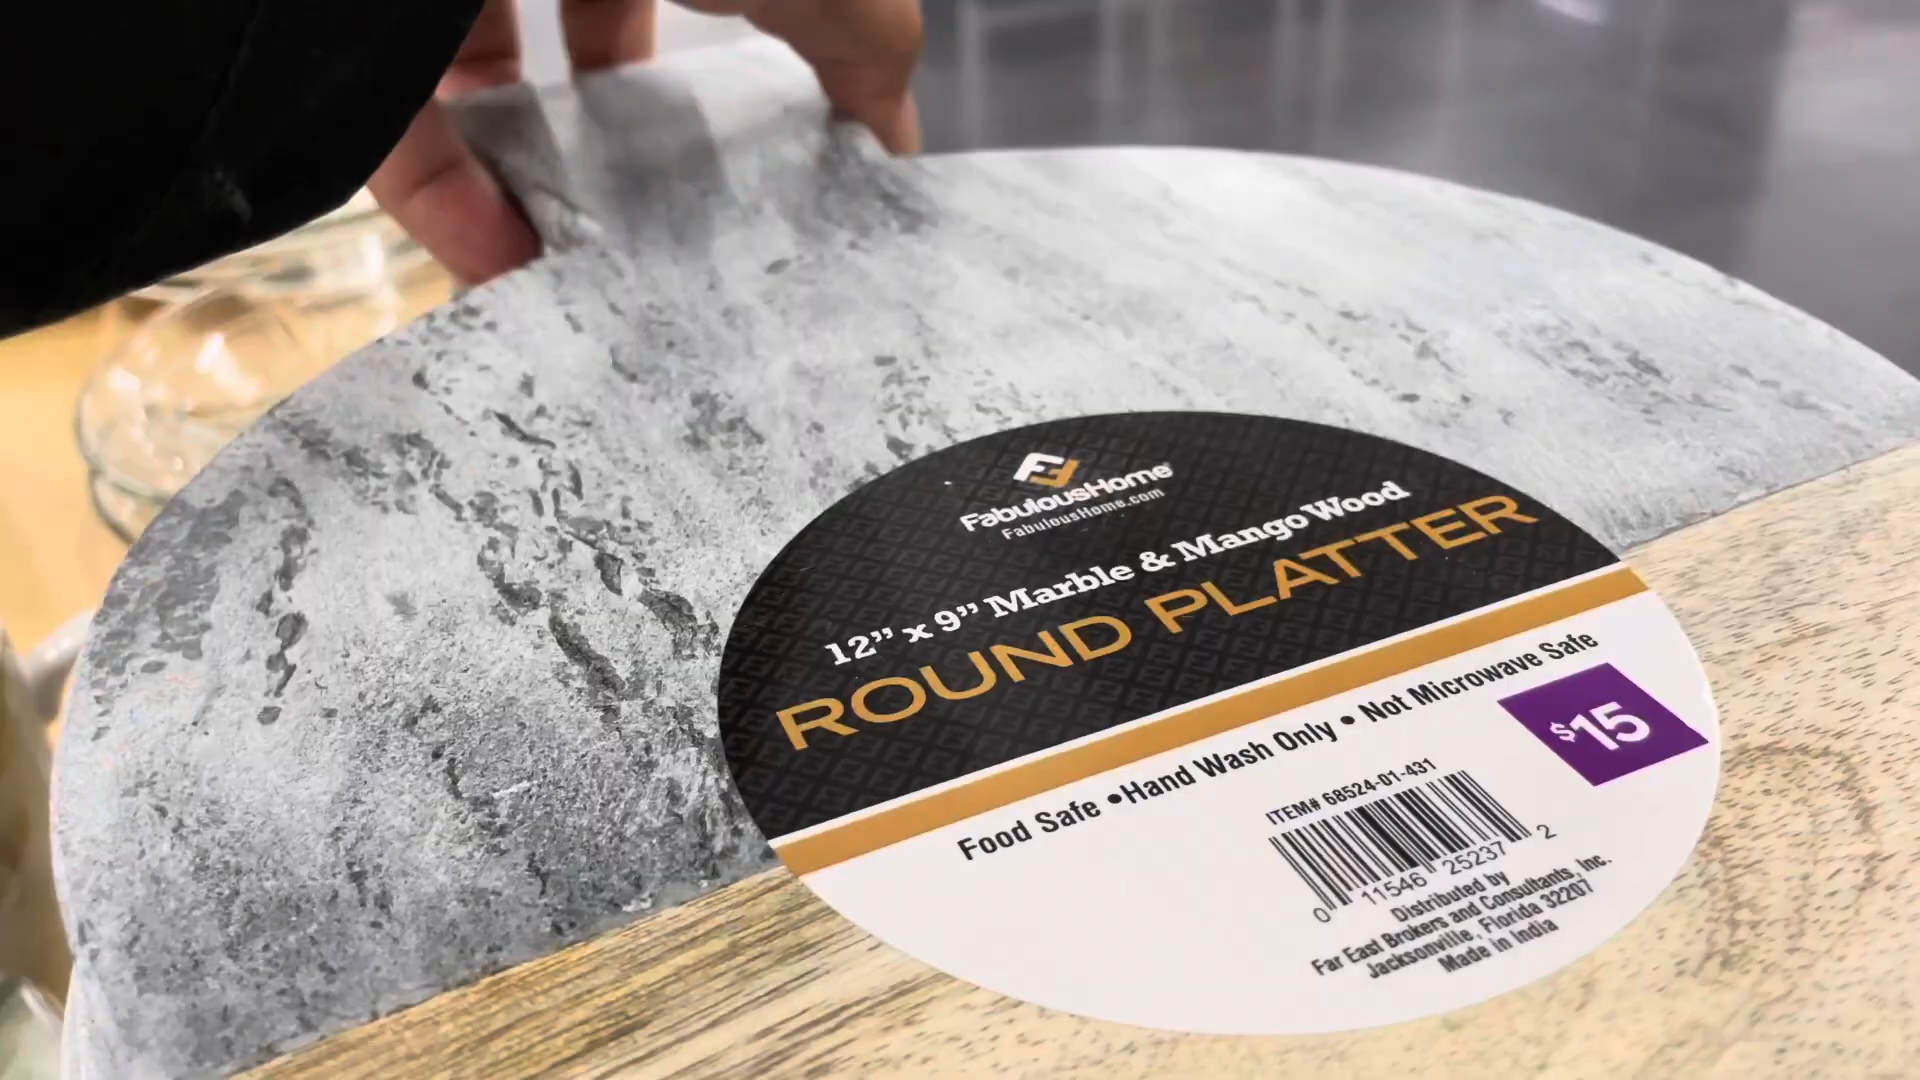 FabulousHome
FabulousHome.com
12” x 9” Marble & Mango Wood
ROUND PLATTER
Food Safe • Hand Wash Only • Not Microwave Safe
$15
ITEM# 68524-01-431
0 11546 25237 2
Distributed by
Far East Brokers and Consultants, Inc.
Jacksonville, Florida 32207
Made in India